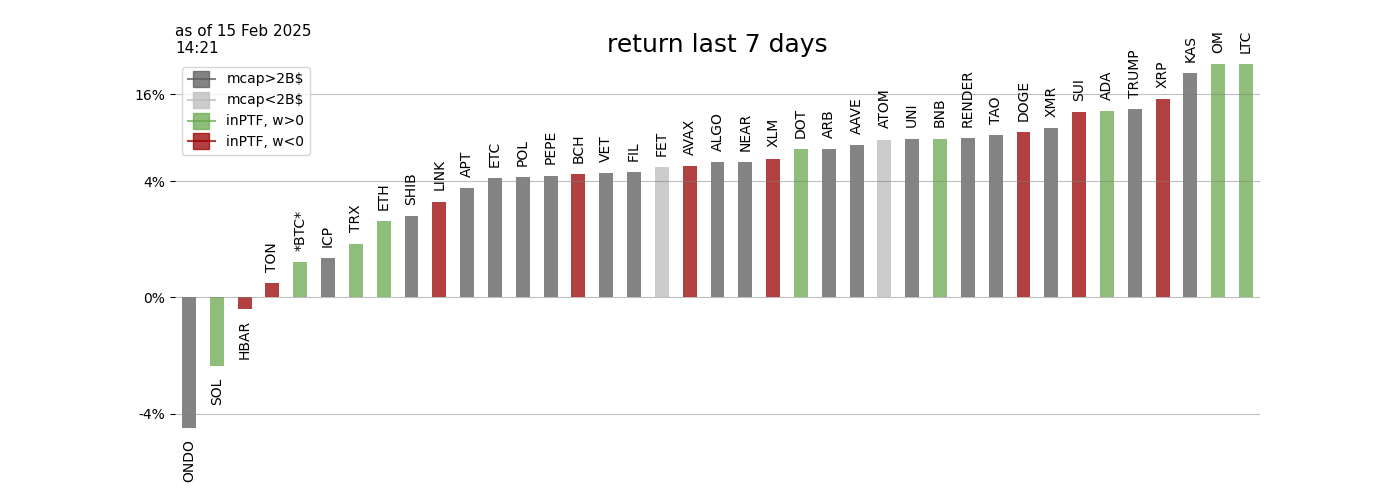 as of 15 Feb 2025
14:21
return last 7 days
mcap>2B$
mcap<2B$
inPTF, w>0
inPTF, w<0
16%
4%
0%
-4%
ONDO
SOL
HBAR
TON
*BTC*
ICP
TRX
ETH
SHIB
LINK
APT
ETC
POL
PEPE
BCH
VET
FIL
FET
AVAX
ALGO
NEAR
XLM
DOT
ARB
AAVE
ATOM
UNI
BNB
RENDER
TAO
DOGE
XMR
SUI
ADA
TRUMP
XRP
KAS
OM
LTC